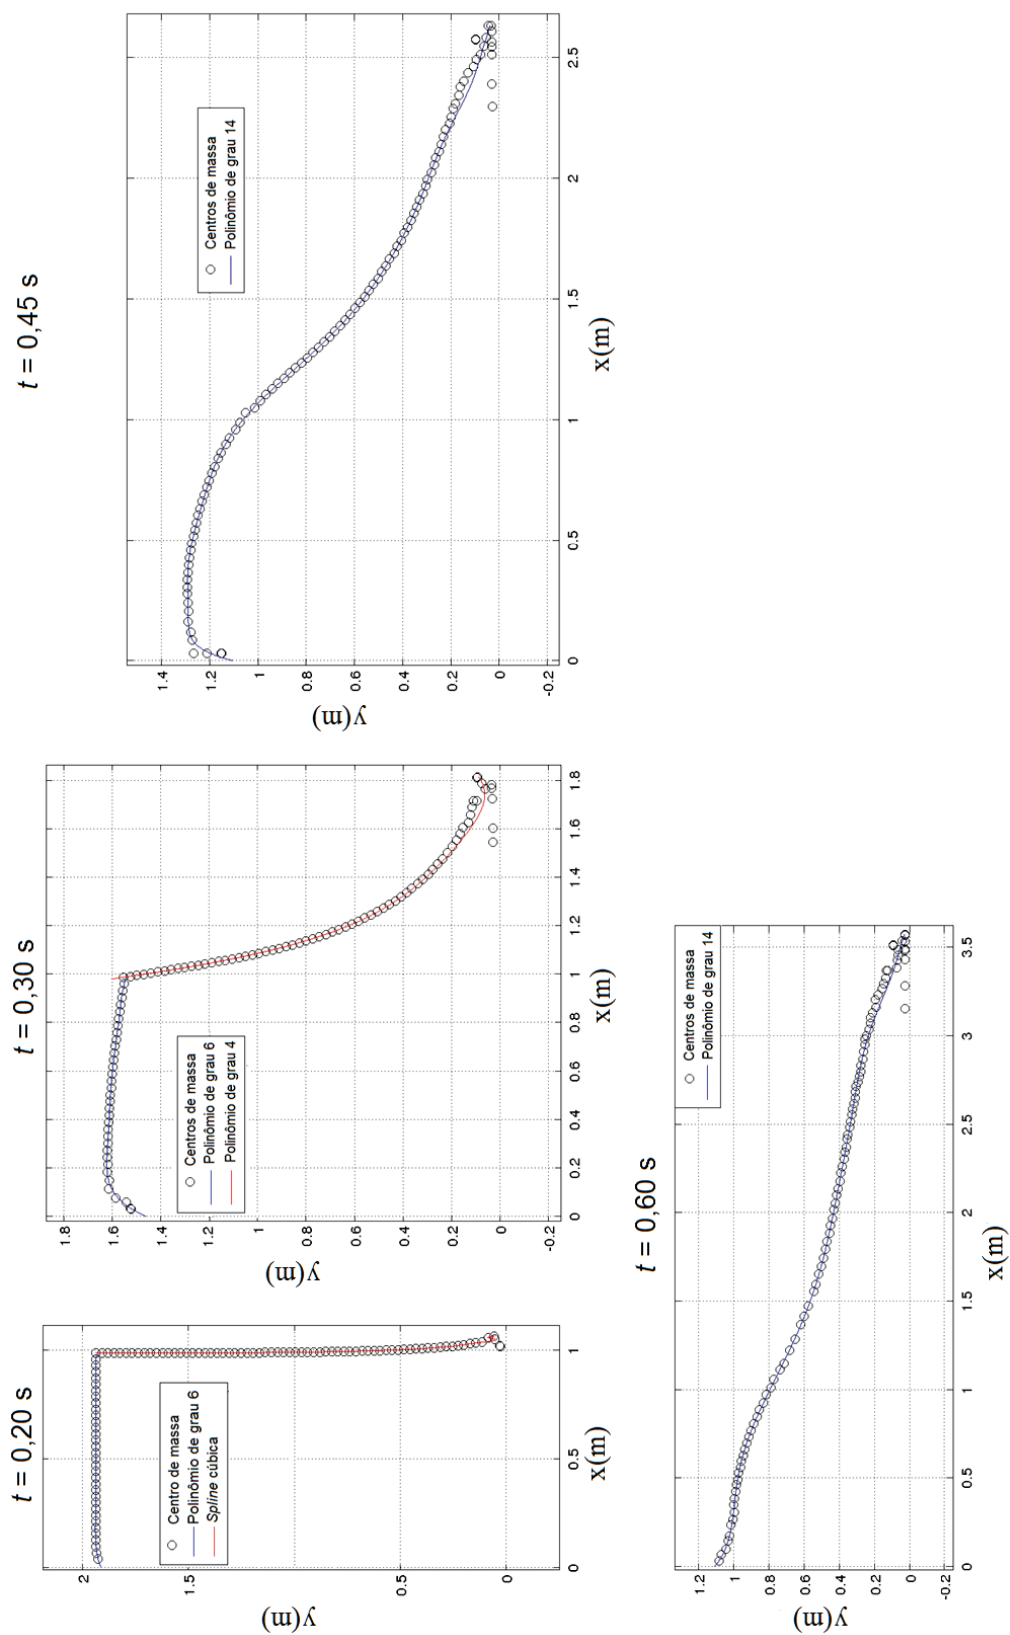 t = 0,20 s
2
1.5
0.5
0
y(m)
Centro de massa
Polinômio de grau 6
Spline cúbica
0 0.5 1
x(m)
t = 0,30 s
1.8
1.6
1.4
1.2
1
0.8
0.6
0.4
0.2
0
-0.2
y(m)
Centros de massa
Polinômio de grau 6
Polinômio de grau 4
0 0.2 0.4 0.6 0.8 1 1.2 1.4 1.6 1.8
x(m)
t = 0,45 s
1.4
1.2
1
0.8
0.6
0.4
0.2
0
-0.2
y(m)
Centros de massa
Polinômio de grau 14
0 0.5 1 1.5 2 2.5
x(m)
t = 0,60 s
1.2
1
0.8
0.6
0.4
0.2
0
-0.2
y(m)
Centros de massa
Polinômio de grau 14
0 0.5 1 1.5 2 2.5 3 3.5
x(m)